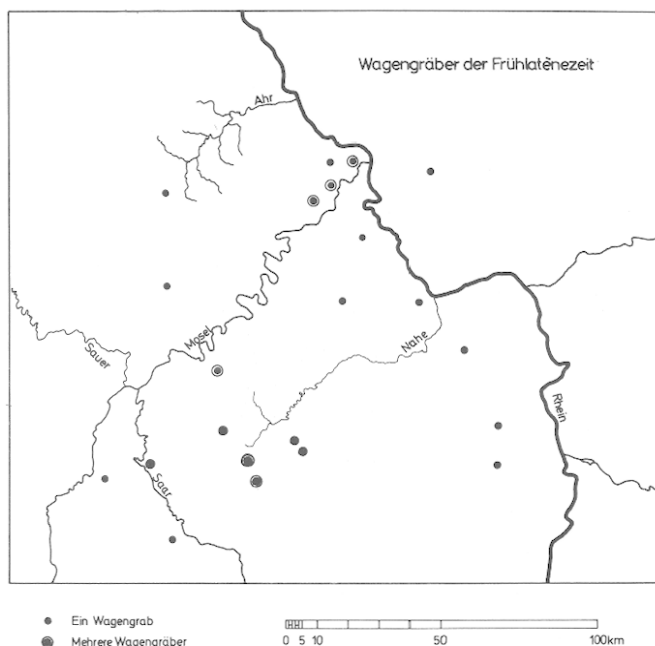 Wagengräber der Frühlatènezeit
Ahr
Mosel
Sauer
Nahe
Rhein
Saar
Ein Wagengrab
Mehrere Wagengräber
0 5 10 50 100km